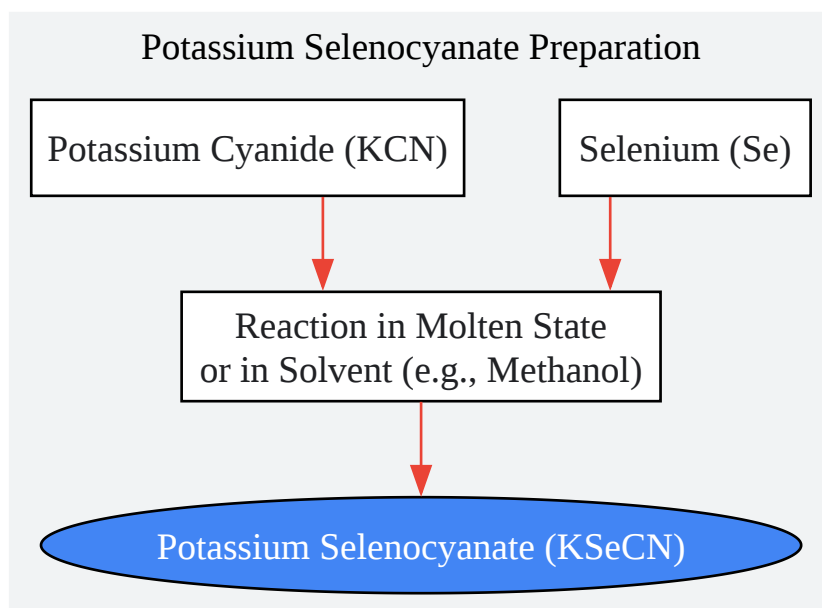 Potassium Selenocyanate Preparation
Potassium Cyanide (KCN)
Selenium (Se)
Reaction in Molten State
or in Solvent (e.g., Methanol)
Potassium Selenocyanate (KSeCN)